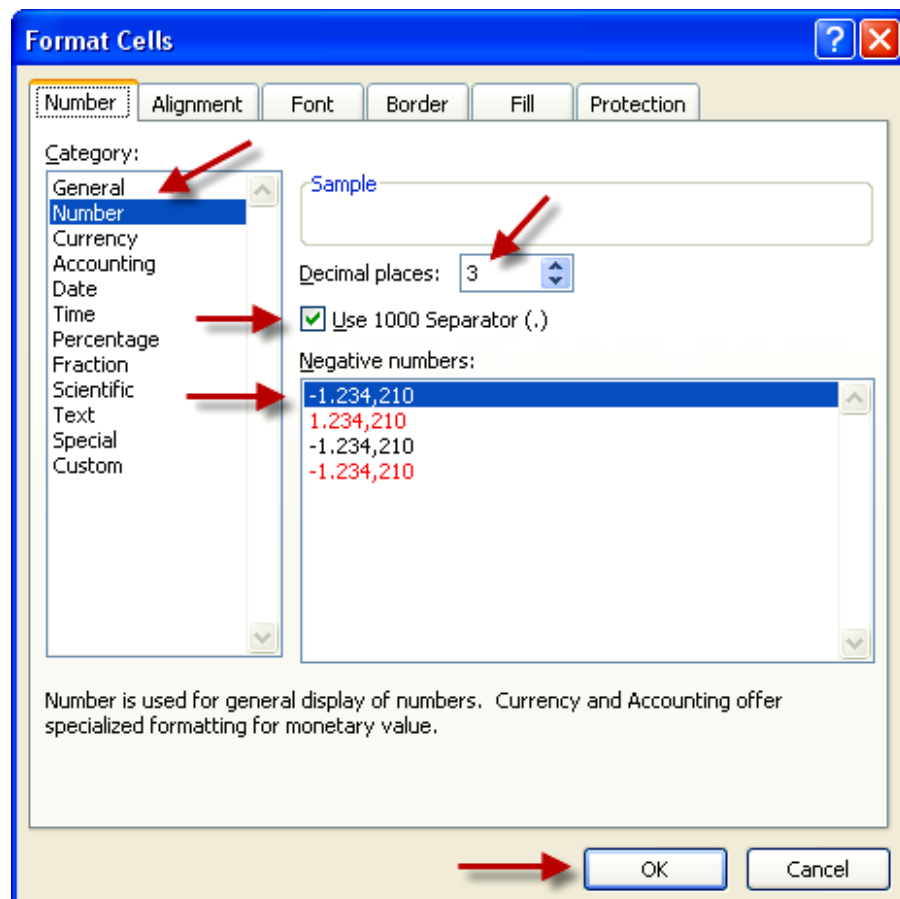 Format Cells
Number Alignment Font Border Fill Protection
Category:
General
Number
Currency
Accounting
Date
Time
Percentage
Fraction
Scientific
Text
Special
Custom
Sample
Decimal places: 3
Use 1000 Separator (.)
Negative numbers:
-1.234,210
1.234,210
-1.234,210
-1.234,210
Number is used for general display of numbers. Currency and Accounting offer
specialized formatting for monetary value.
OK Cancel